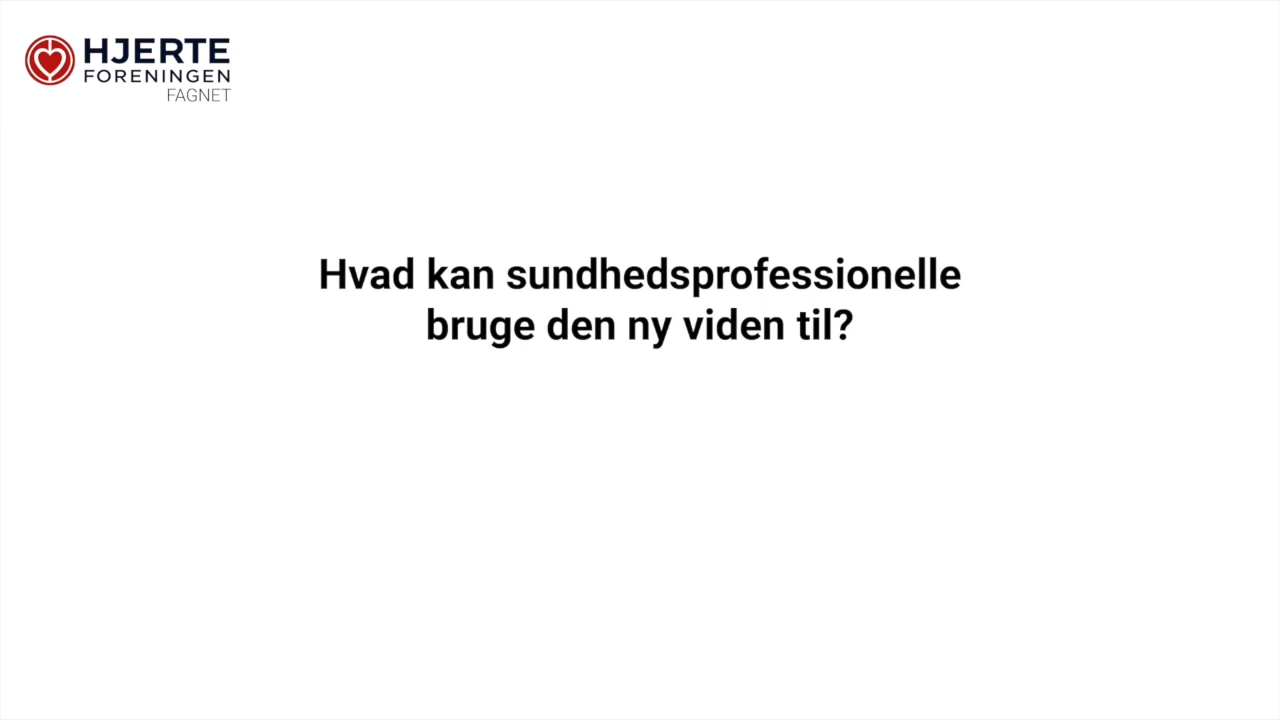 HJERTE
FORENINGEN
FAGNET
Hvad kan sundhedsprofessionelle
bruge den ny viden til?